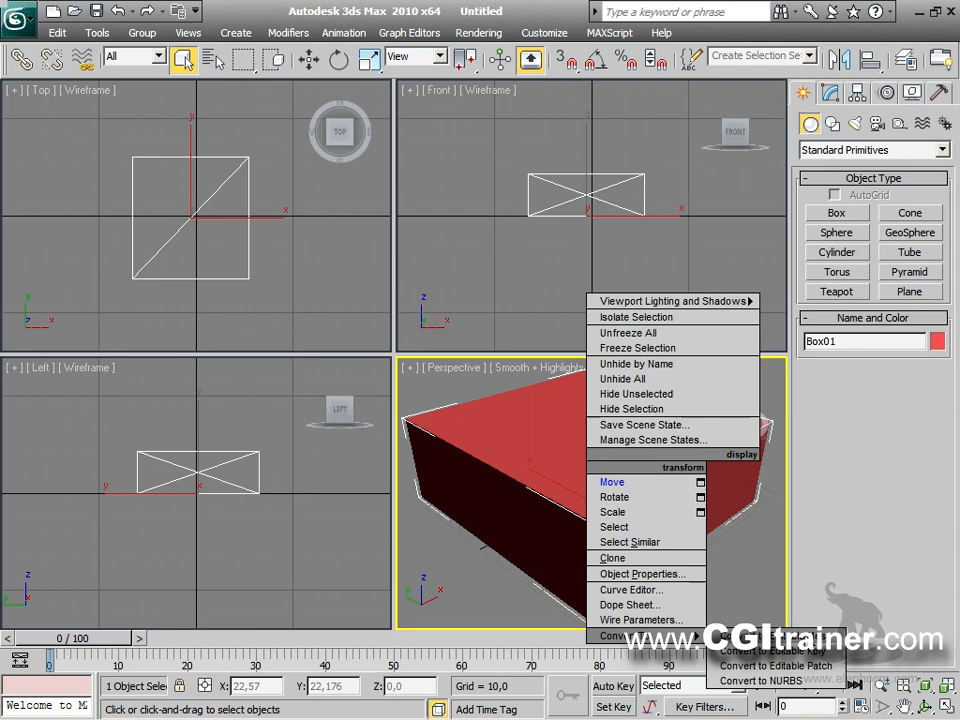 Autodesk 3ds Max 2010 x64 Untitled
Type a keyword or phrase
Edit Tools Group Views Create Modifiers Animation Graph Editors Rendering Customize MAXScript Help
All
View
3
ABC
Create Selection Se
[ + ] [ Top ] [ Wireframe ]
TOP
y
x
y
z x
[ + ] [ Front ] [ Wireframe ]
FRONT
x
z
x
[ + ] [ Left ] [ Wireframe ]
LEFT
y
x
z
[ + ] [ Perspective ] [ Smooth + Highlights
y
z
x
Standard Primitives
- Object Type
AutoGrid
Box Cone
Sphere GeoSphere
Cylinder Tube
Torus Pyramid
Teapot Plane
- Name and Color
Box01
Viewport Lighting and Shadows
Isolate Selection
Unfreeze All
Freeze Selection
Unhide by Name
Unhide All
Hide Unselected
Hide Selection
Save Scene State...
Manage Scene States...
display
transform
Move
Rotate
Scale
Select
Select Similar
Clone
Object Properties...
Curve Editor...
Dope Sheet...
Wire Parameters...
www.CGItrainer.com
Convert to Editable Poly
Convert to Editable Patch
Convert to NURBS
< 0 / 100 >
0 10 20 30 40 50 60 70 80 90
1 Object Sele
X: 22,57 Y: 22,176 Z: 0,0
Grid = 10,0
Auto Key Selected
Welcome to M
Click or click-and-drag to select objects
Add Time Tag
Set Key Key Filters... 0